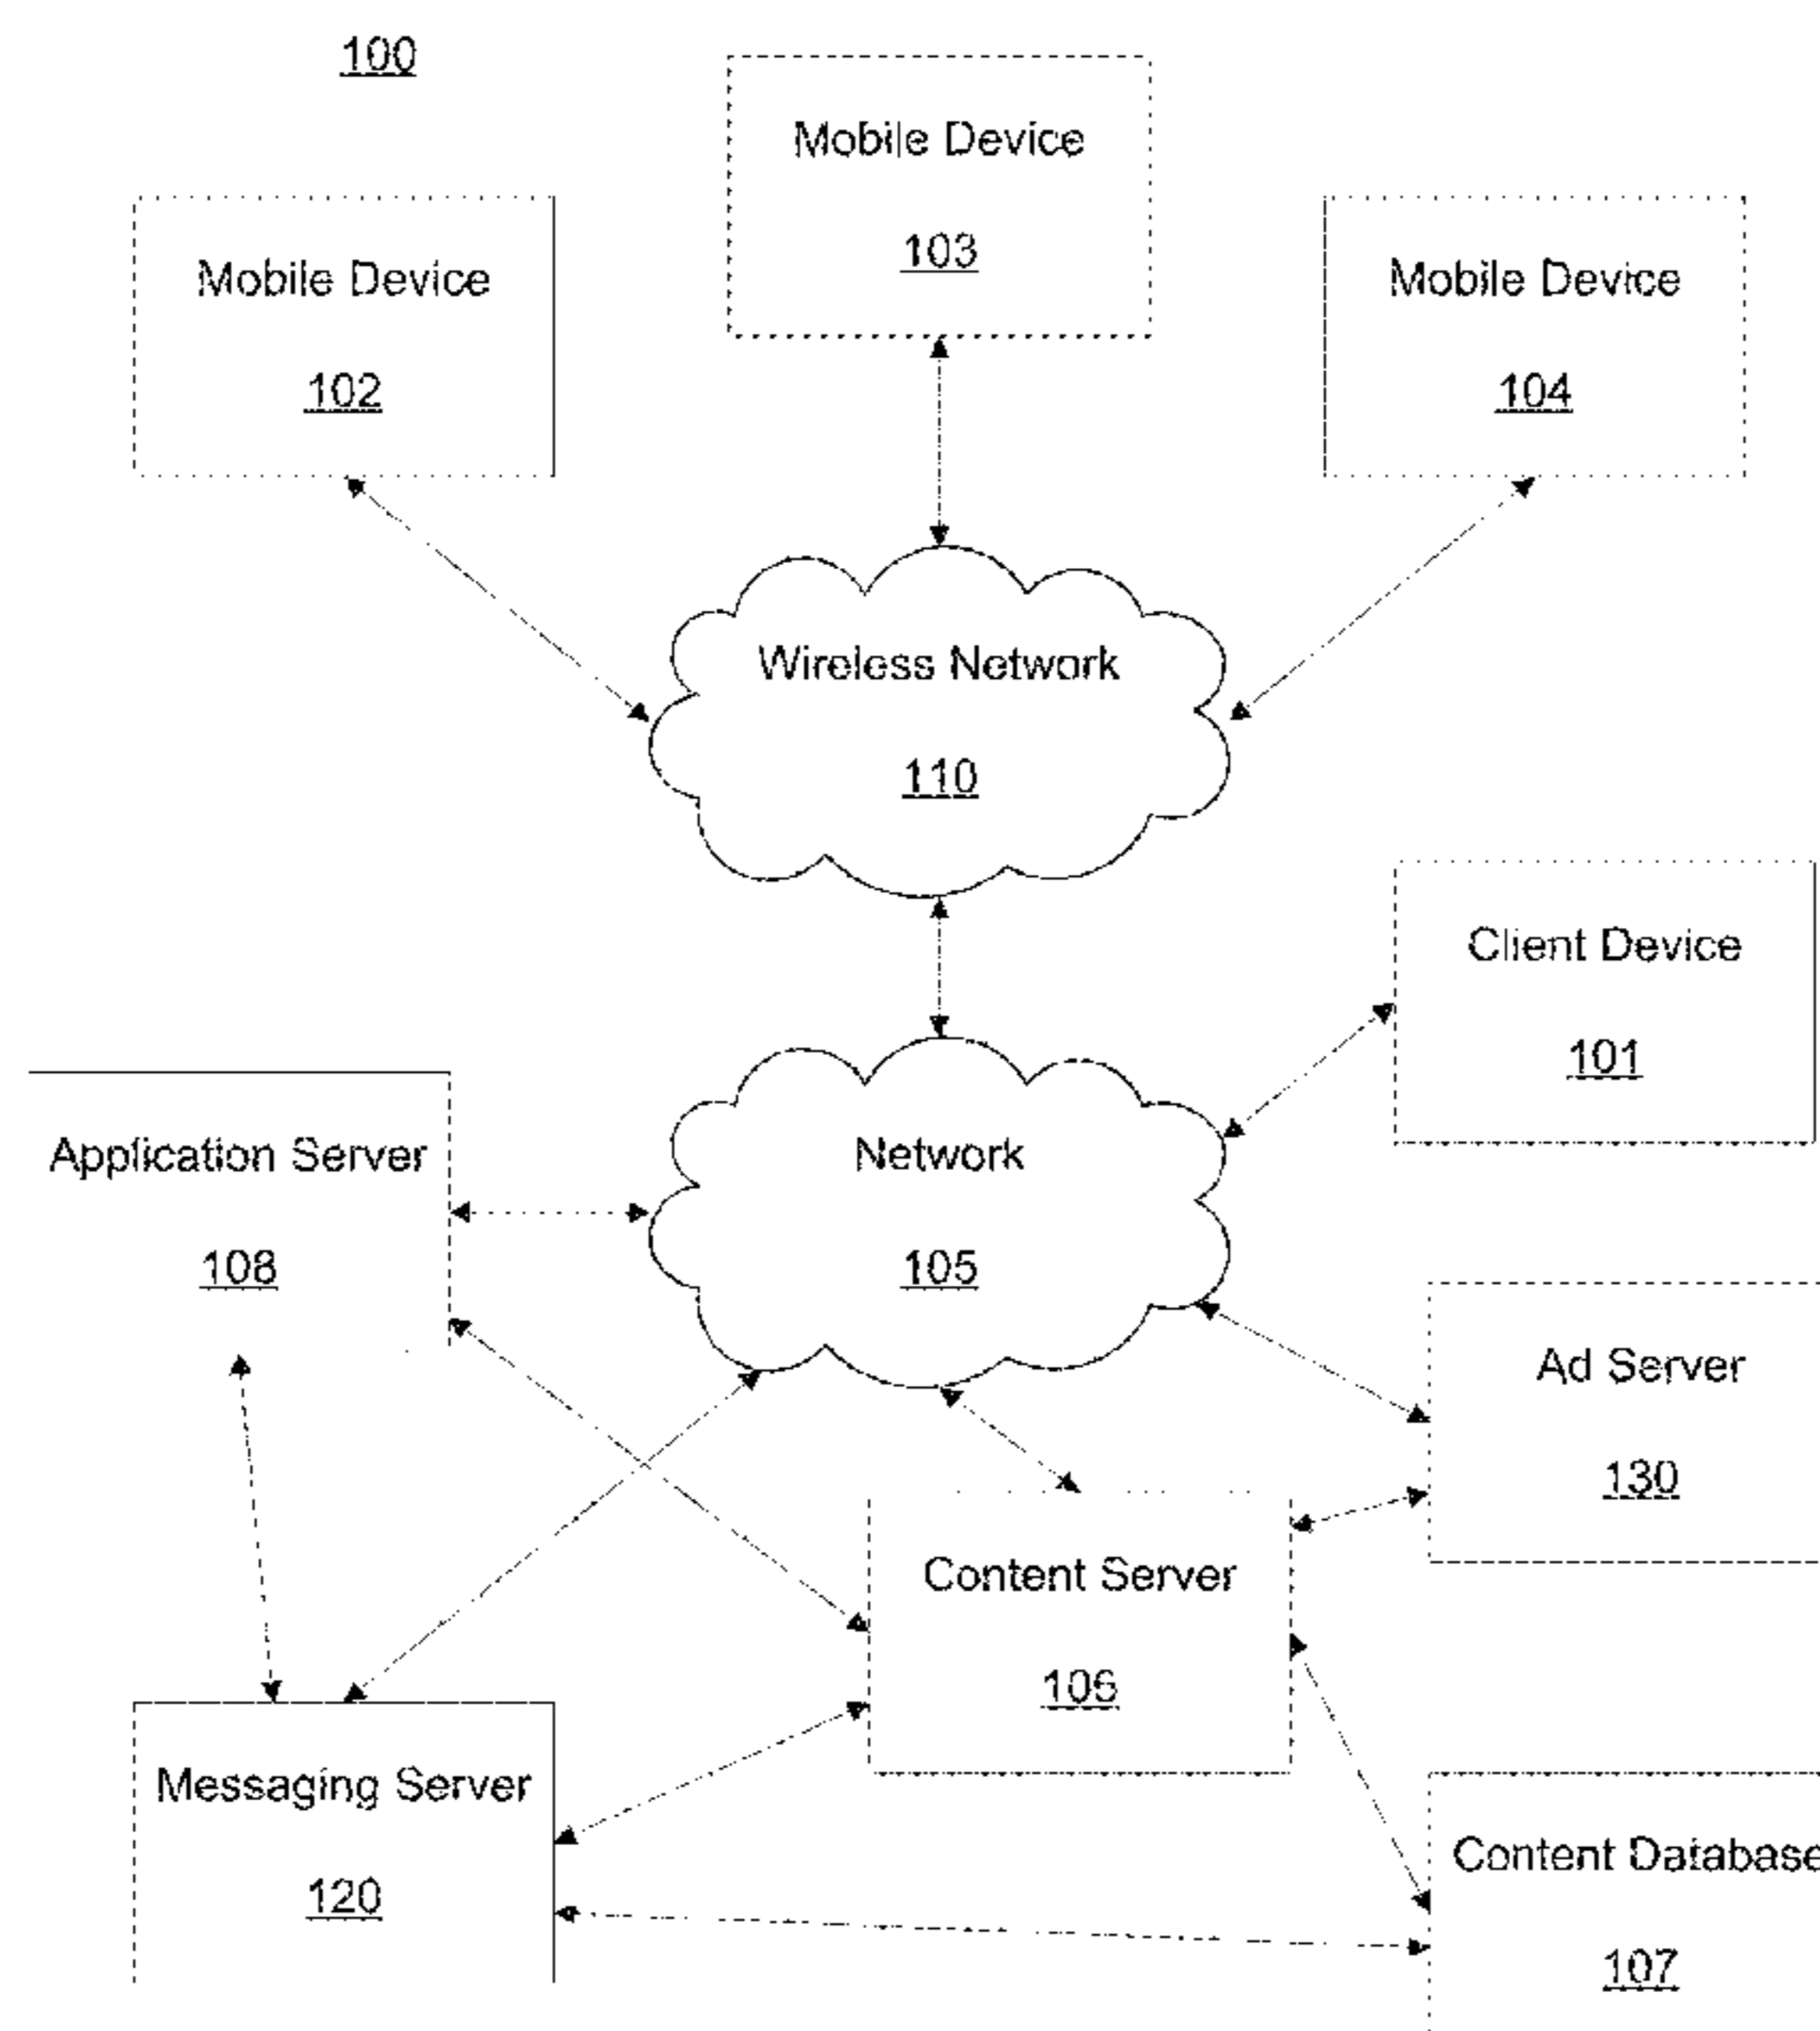 100
Mobile Device
103
Mobile Device
102
Mobile Device
104
Wireless Network
110
Client Device
101
Application Server
108
Network
105
Ad Server
130
Content Server
106
Messaging Server
120
Content Database
107